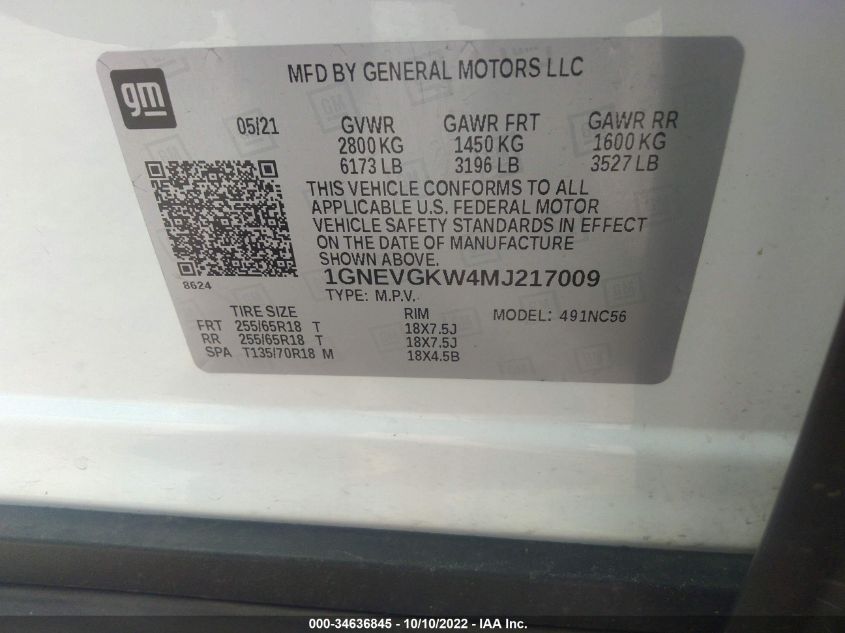 gm
MFD BY GENERAL MOTORS LLC
05/21 GVWR GAWR FRT GAWR RR
2800 KG 1450 KG 1600 KG
6173 LB 3196 LB 3527 LB
THIS VEHICLE CONFORMS TO ALL
APPLICABLE U.S. FEDERAL MOTOR
VEHICLE SAFETY STANDARDS IN EFFECT
ON THE DATE OF MANUFACTURE
SHOWN ABOVE.
8624
1GNEVGKW4MJ217009
TYPE: M.P.V.
TIRE SIZE RIM MODEL: 491NC56
FRT 255/65R18 T 18X7.5J
RR 255/65R18 T 18X7.5J
SPA T135/70R18 M 18X4.5B
000-34636845 - 10/10/2022 - IAA Inc.